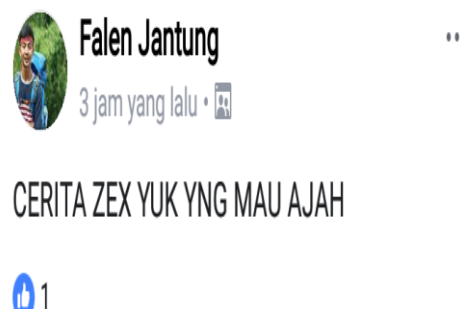 Falen Jantung
3 jam yang lalu •
CERITA ZEX YUK YNG MAU AJAH
1